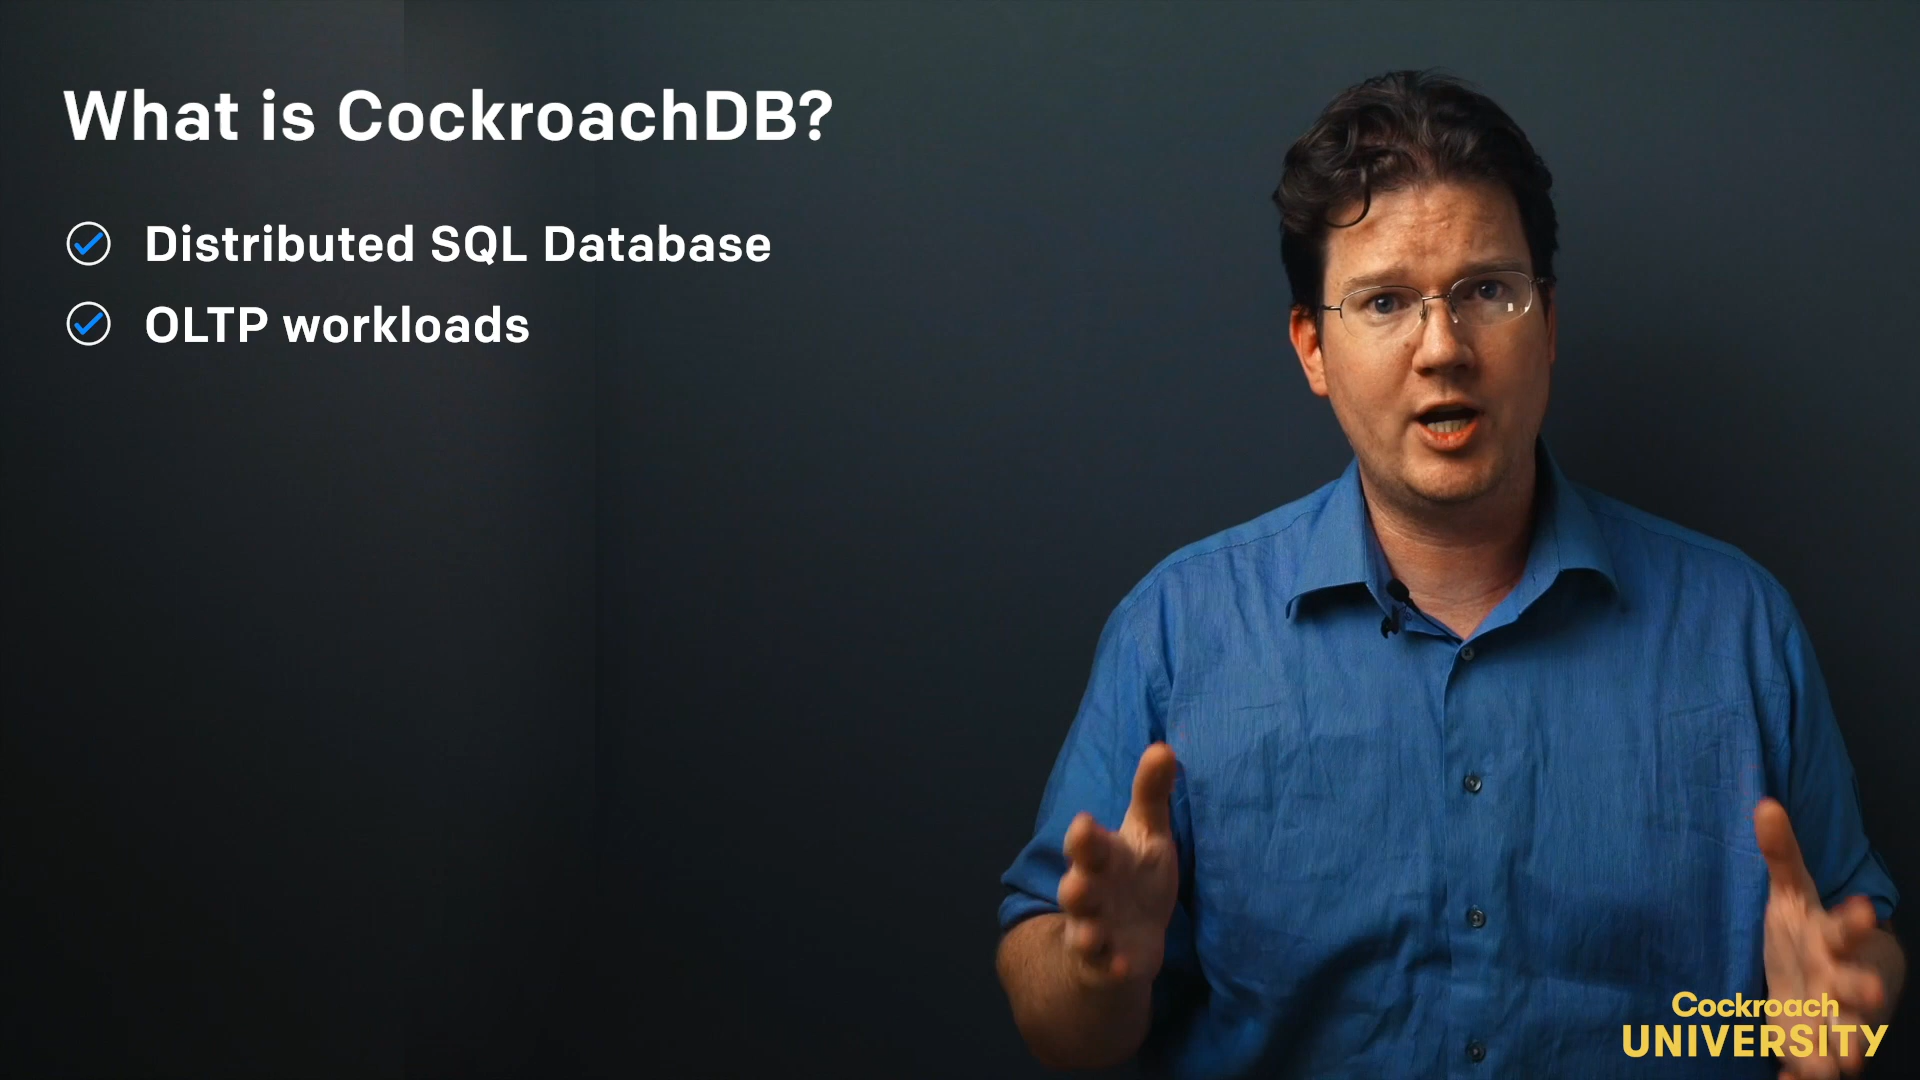 What is CockroachDB?
Distributed SQL Database
OLTP workloads
Cockroach
UNIVERSITY